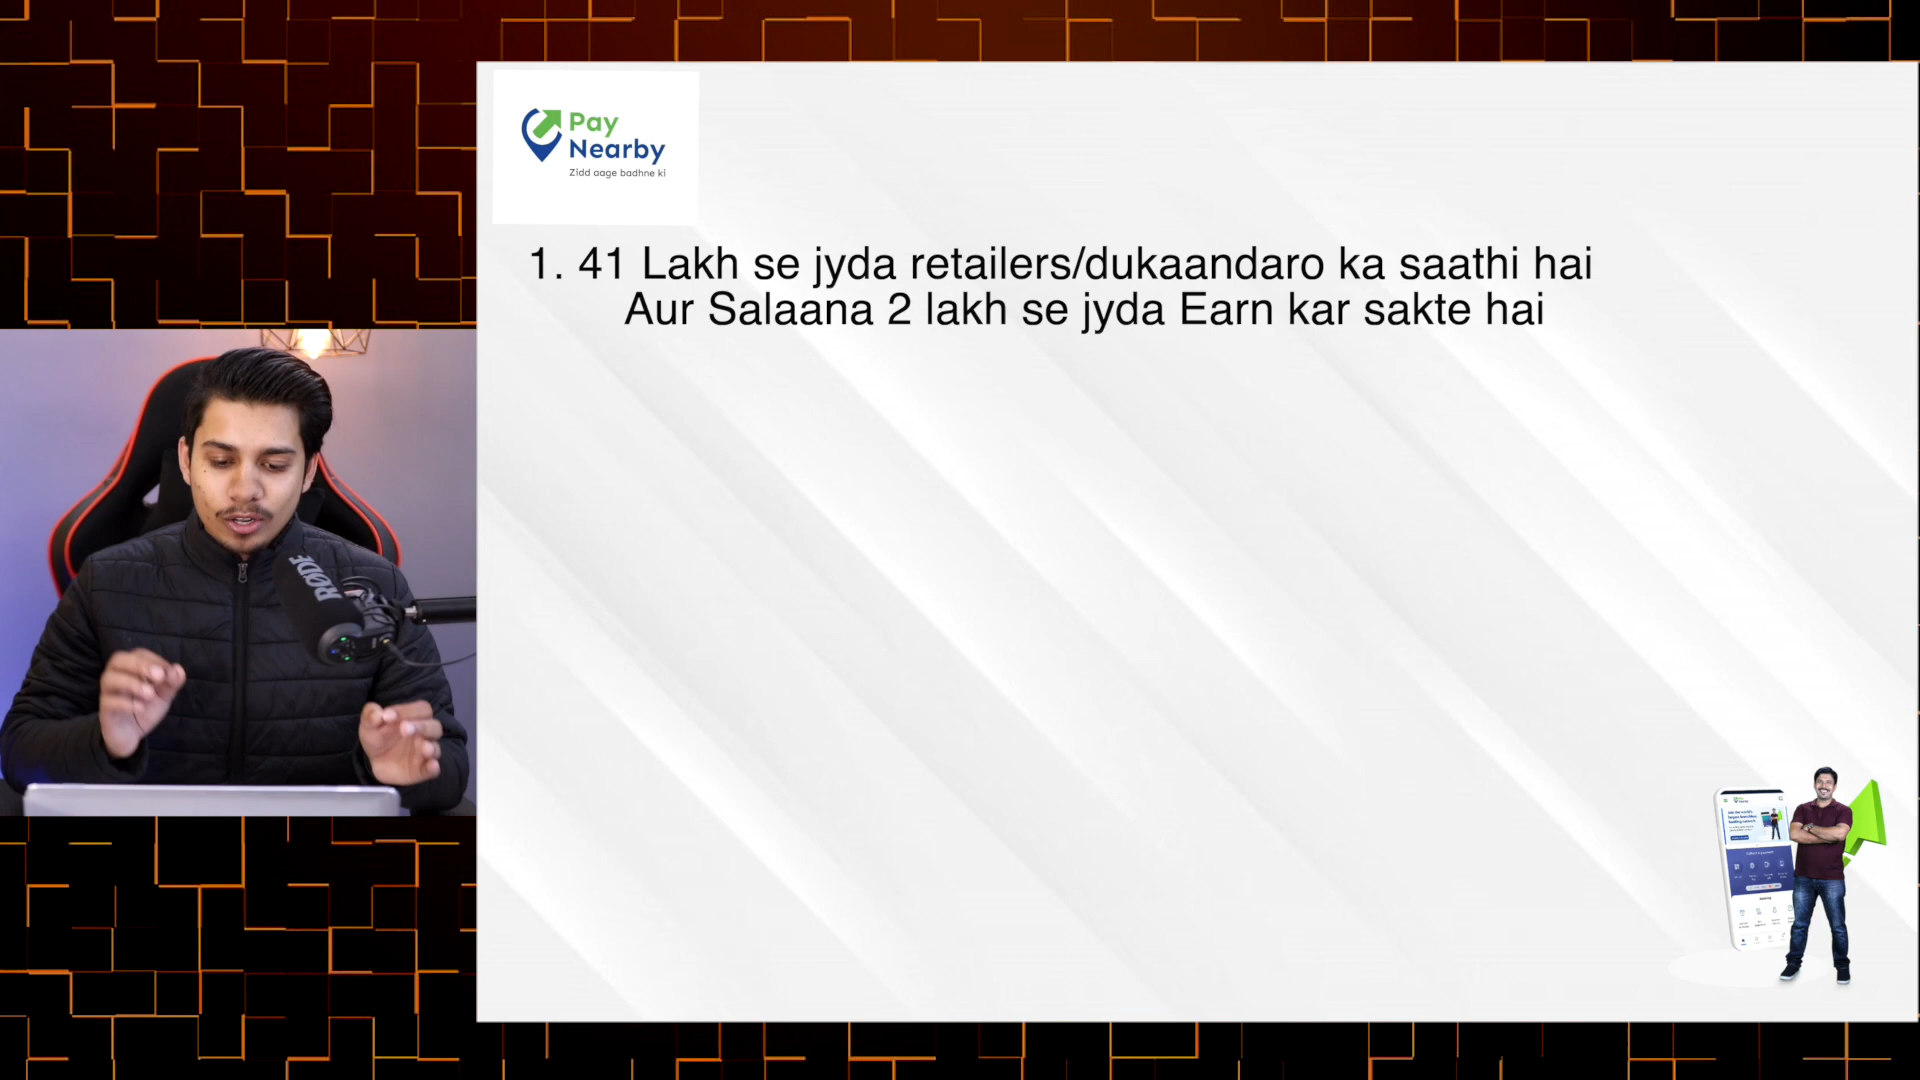 Pay
Nearby
Zidd aage badhne ki
1. 41 Lakh se jyda retailers/dukaandaro ka saathi hai
Aur Salaana 2 lakh se jyda Earn kar sakte hai
RØDE